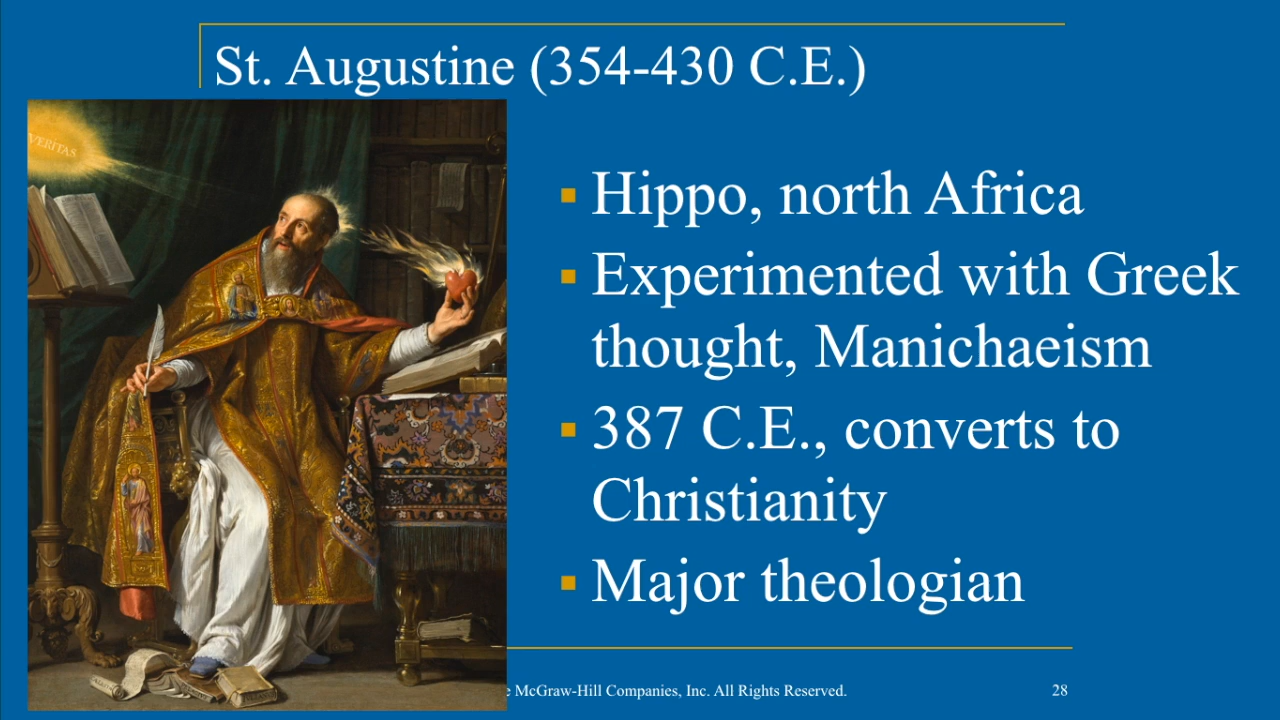 St. Augustine (354-430 C.E.)
VERITAS
▪ Hippo, north Africa
▪ Experimented with Greek
thought, Manichaeism
▪ 387 C.E., converts to
Christianity
▪ Major theologian
McGraw-Hill Companies, Inc. All Rights Reserved.
28